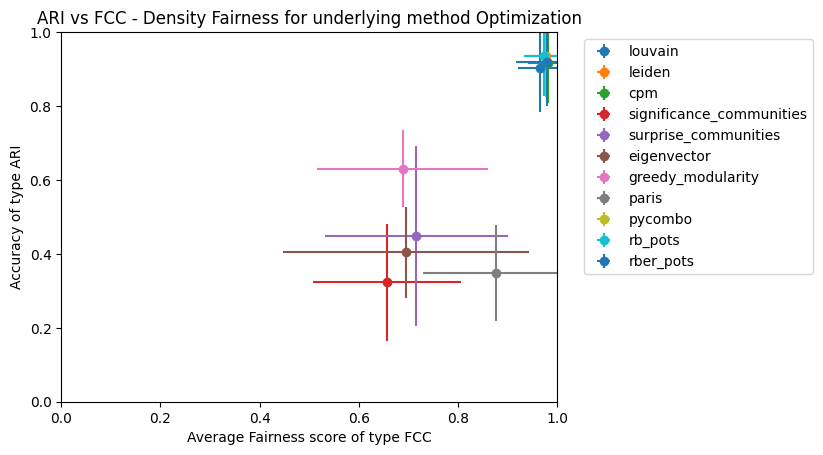 ARI vs FCC - Density Fairness for underlying method Optimization
1.0
0.8
0.6
0.4
0.2
0.0
Accuracy of type ARI
0.0 0.2 0.4 0.6 0.8 1.0
Average Fairness score of type FCC
louvain
leiden
cpm
significance_communities
surprise_communities
eigenvector
greedy_modularity
paris
pycombo
rb_pots
rber_pots